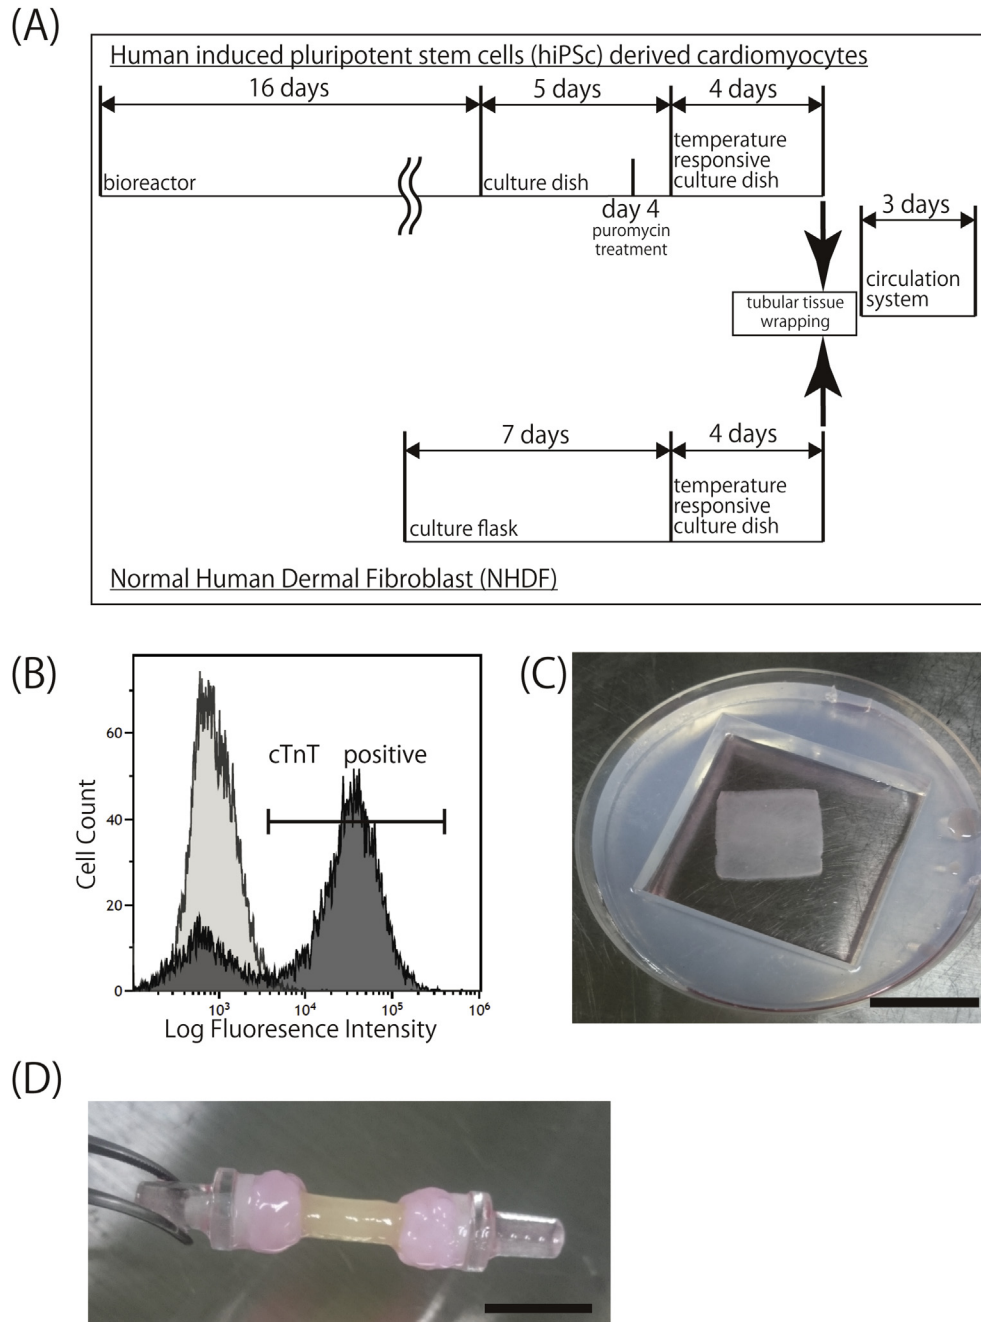 (A)
Human induced pluripotent stem cells (hiPSc) derived cardiomyocytes
16 days
5 days
4 days
bioreactor
culture dish
temperature
responsive
culture dish
day 4
puromycin
treatment
3 days
circulation
system
tubular tissue
wrapping
7 days
4 days
culture flask
temperature
responsive
culture dish
Normal Human Dermal Fibroblast (NHDF)
(B)
cTnT positive
Cell Count
60
40
20
0
10³ 10⁴ 10⁵ 10⁶
Log Fluoresence Intensity
(C)
(D)